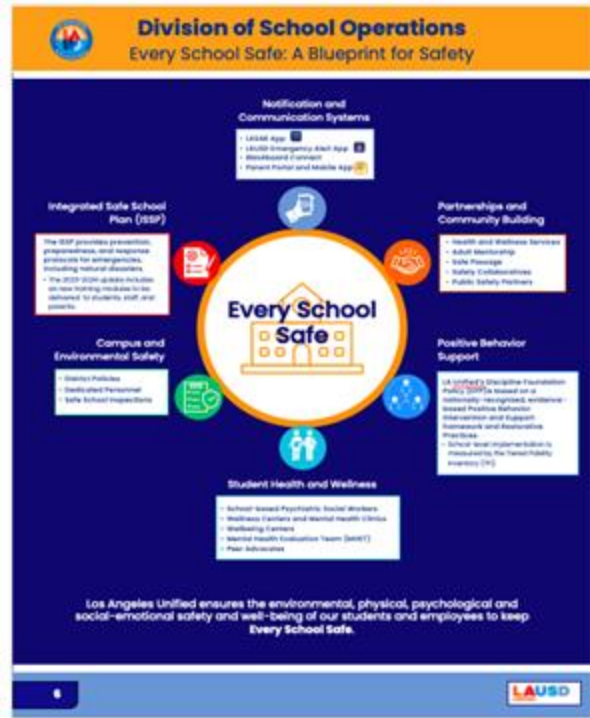 Division of School Operations
Every School Safe: A Blueprint for Safety
Notification and
Communication Systems
LASAR App
LAUSD Emergency Alert App
Blackboard Connect
Parent Portal and Mobile App
Integrated Safe School
Plan (ISSP)
The ISSP provides prevention,
preparedness, and response
protocols for emergencies,
including natural disasters.
• The 2023-2024 update includes
on new training modules to be
delivered to students, staff, and
parents.
Partnerships and
Community Building
• Health and Wellness Services
• Adult Mentorship
• Safe Passage
• Safety Collaboratives
• Public Safety Partners
Every School
Safe
Campus and
Environmental Safety
• District Policies
• Dedicated Personnel
• Safe School Inspections
Positive Behavior
Support
LA Unified's Discipline Foundation
Policy is based on a
nationally-recognized, evidence-
based Positive Behavior
Intervention and Support
framework and Restorative
Practices.
• School-level implementation is
measured by the Tiered Fidelity
Inventory (TFI).
Student Health and Wellness
• School-based Psychiatric Social Workers
• Wellness Centers and Mental Health Clinics
• Wellbeing Centers
• Mental Health Evaluation Team (MHET)
• Peer Advocates
Los Angeles Unified ensures the environmental, physical, psychological and
social-emotional safety and well-being of our students and employees to keep
Every School Safe.
6
LAUSD